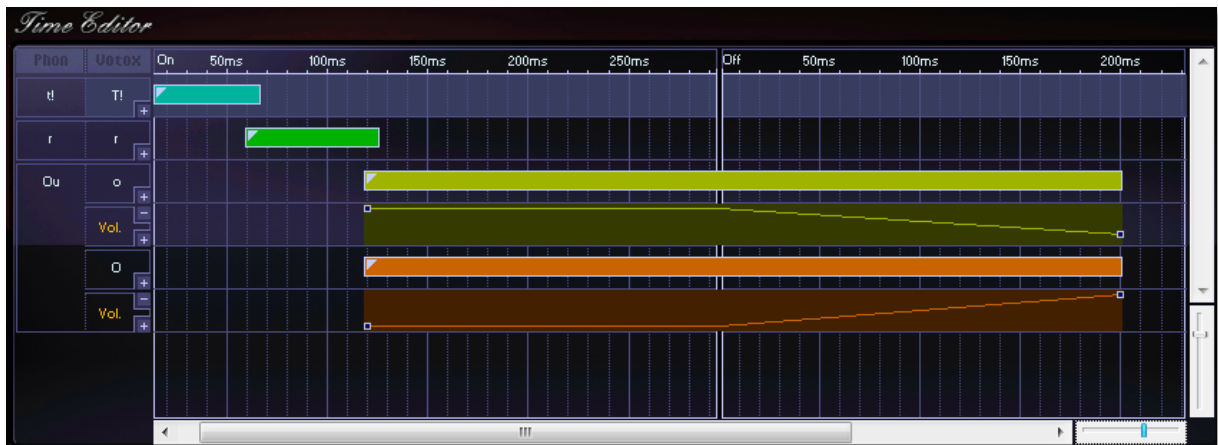 Time Editor
Phon Votox On 50ms 100ms 150ms 200ms 250ms Off 50ms 100ms 150ms 200ms
t! T!
+
r r
+
Ou o
+
−
Vol.
+
O
+
−
Vol.
+